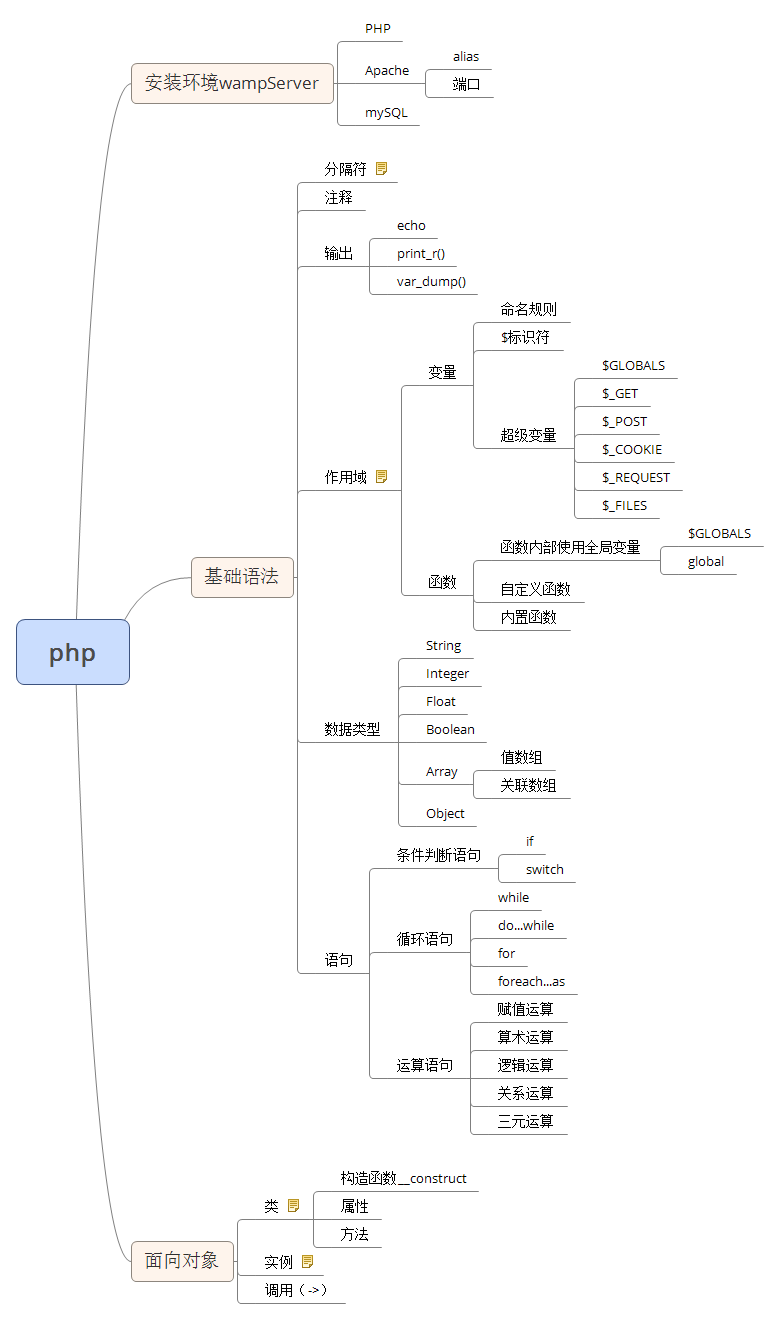 php
安装环境wampServer
PHP
Apache
alias
端口
mySQL
基础语法
分隔符
注释
输出
echo
print_r()
var_dump()
作用域
变量
命名规则
$标识符
超级变量
$GLOBALS
$_GET
$_POST
$_COOKIE
$_REQUEST
$_FILES
函数
函数内部使用全局变量
$GLOBALS
global
自定义函数
内置函数
数据类型
String
Integer
Float
Boolean
Array
值数组
关联数组
Object
语句
条件判断语句
if
switch
循环语句
while
do...while
for
foreach...as
运算语句
赋值运算
算术运算
逻辑运算
关系运算
三元运算
面向对象
类
构造函数__construct
属性
方法
实例
调用（->）